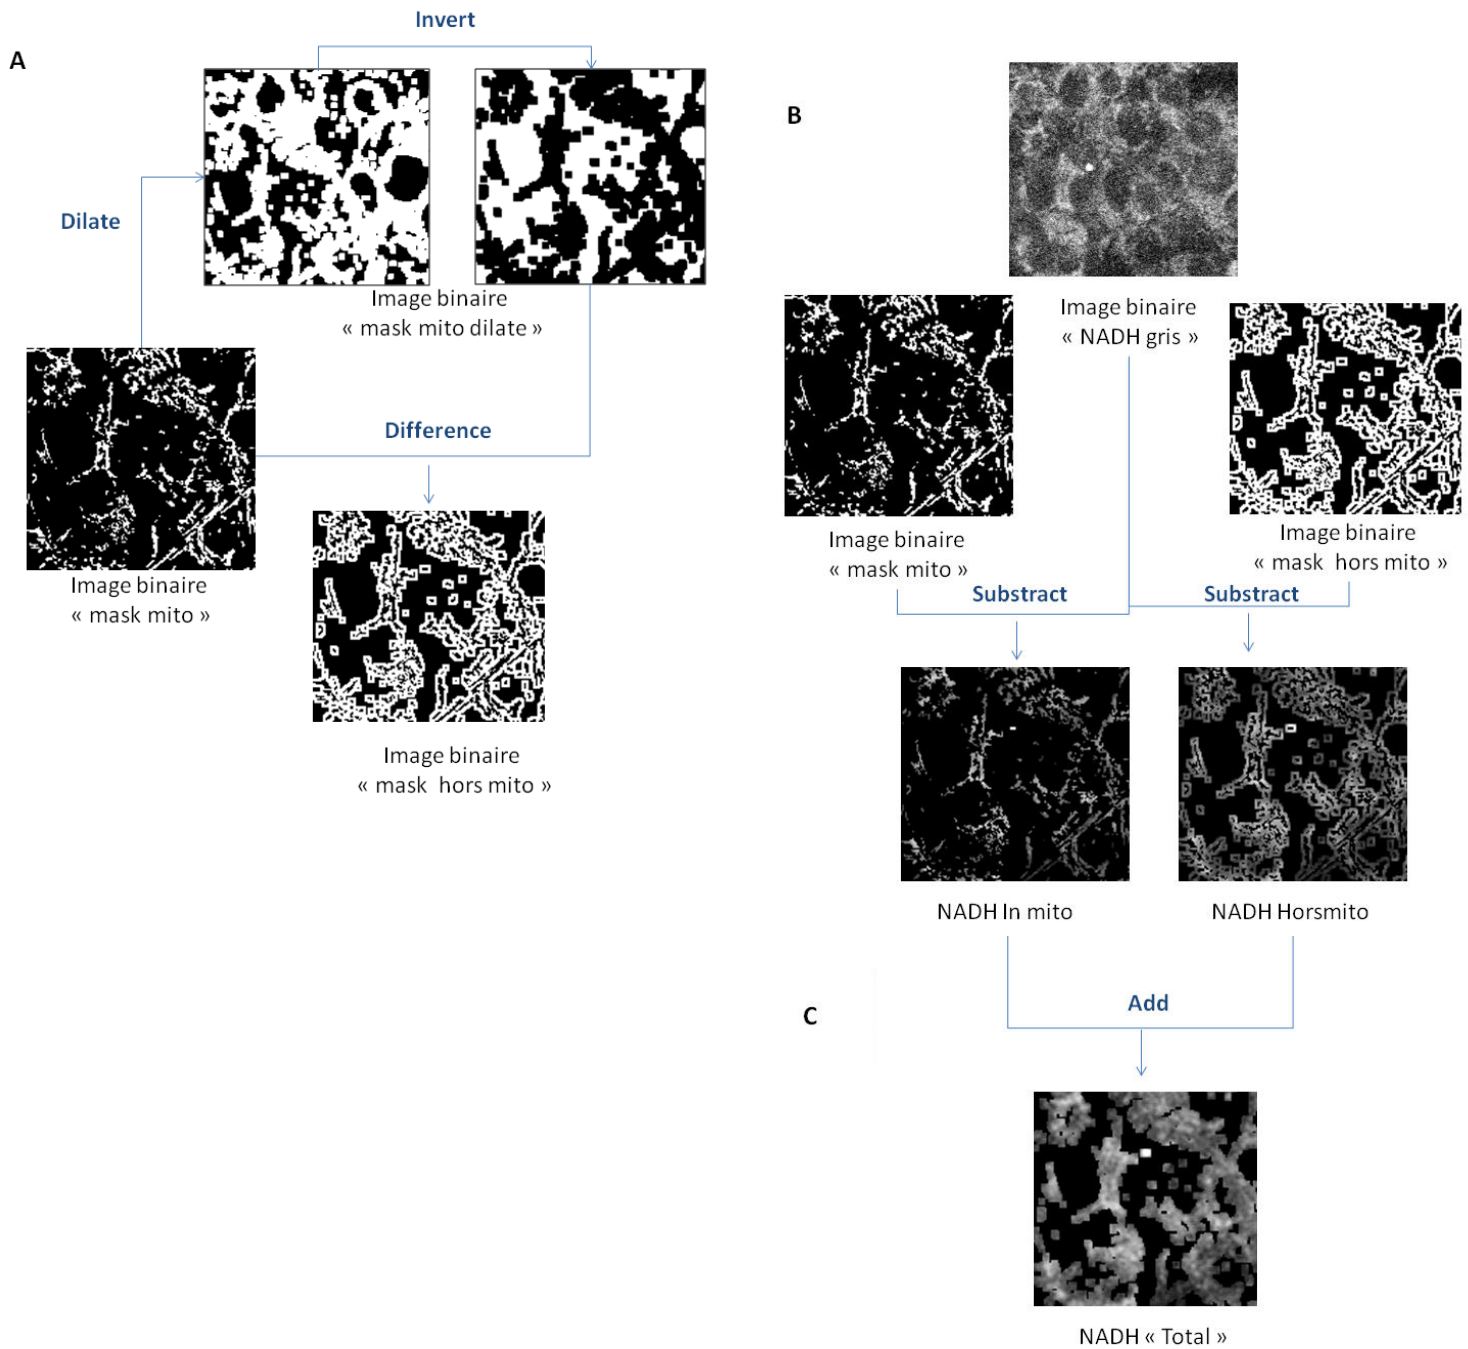 A
Invert
Dilate
Image binaire
« mask mito dilate »
Difference
Image binaire
« mask mito »
Image binaire
« mask  hors mito »
B
Image binaire
« NADH gris »
Image binaire
« mask mito »
Image binaire
« mask  hors mito »
Substract
Substract
NADH In mito
NADH Horsmito
C
Add
NADH « Total »